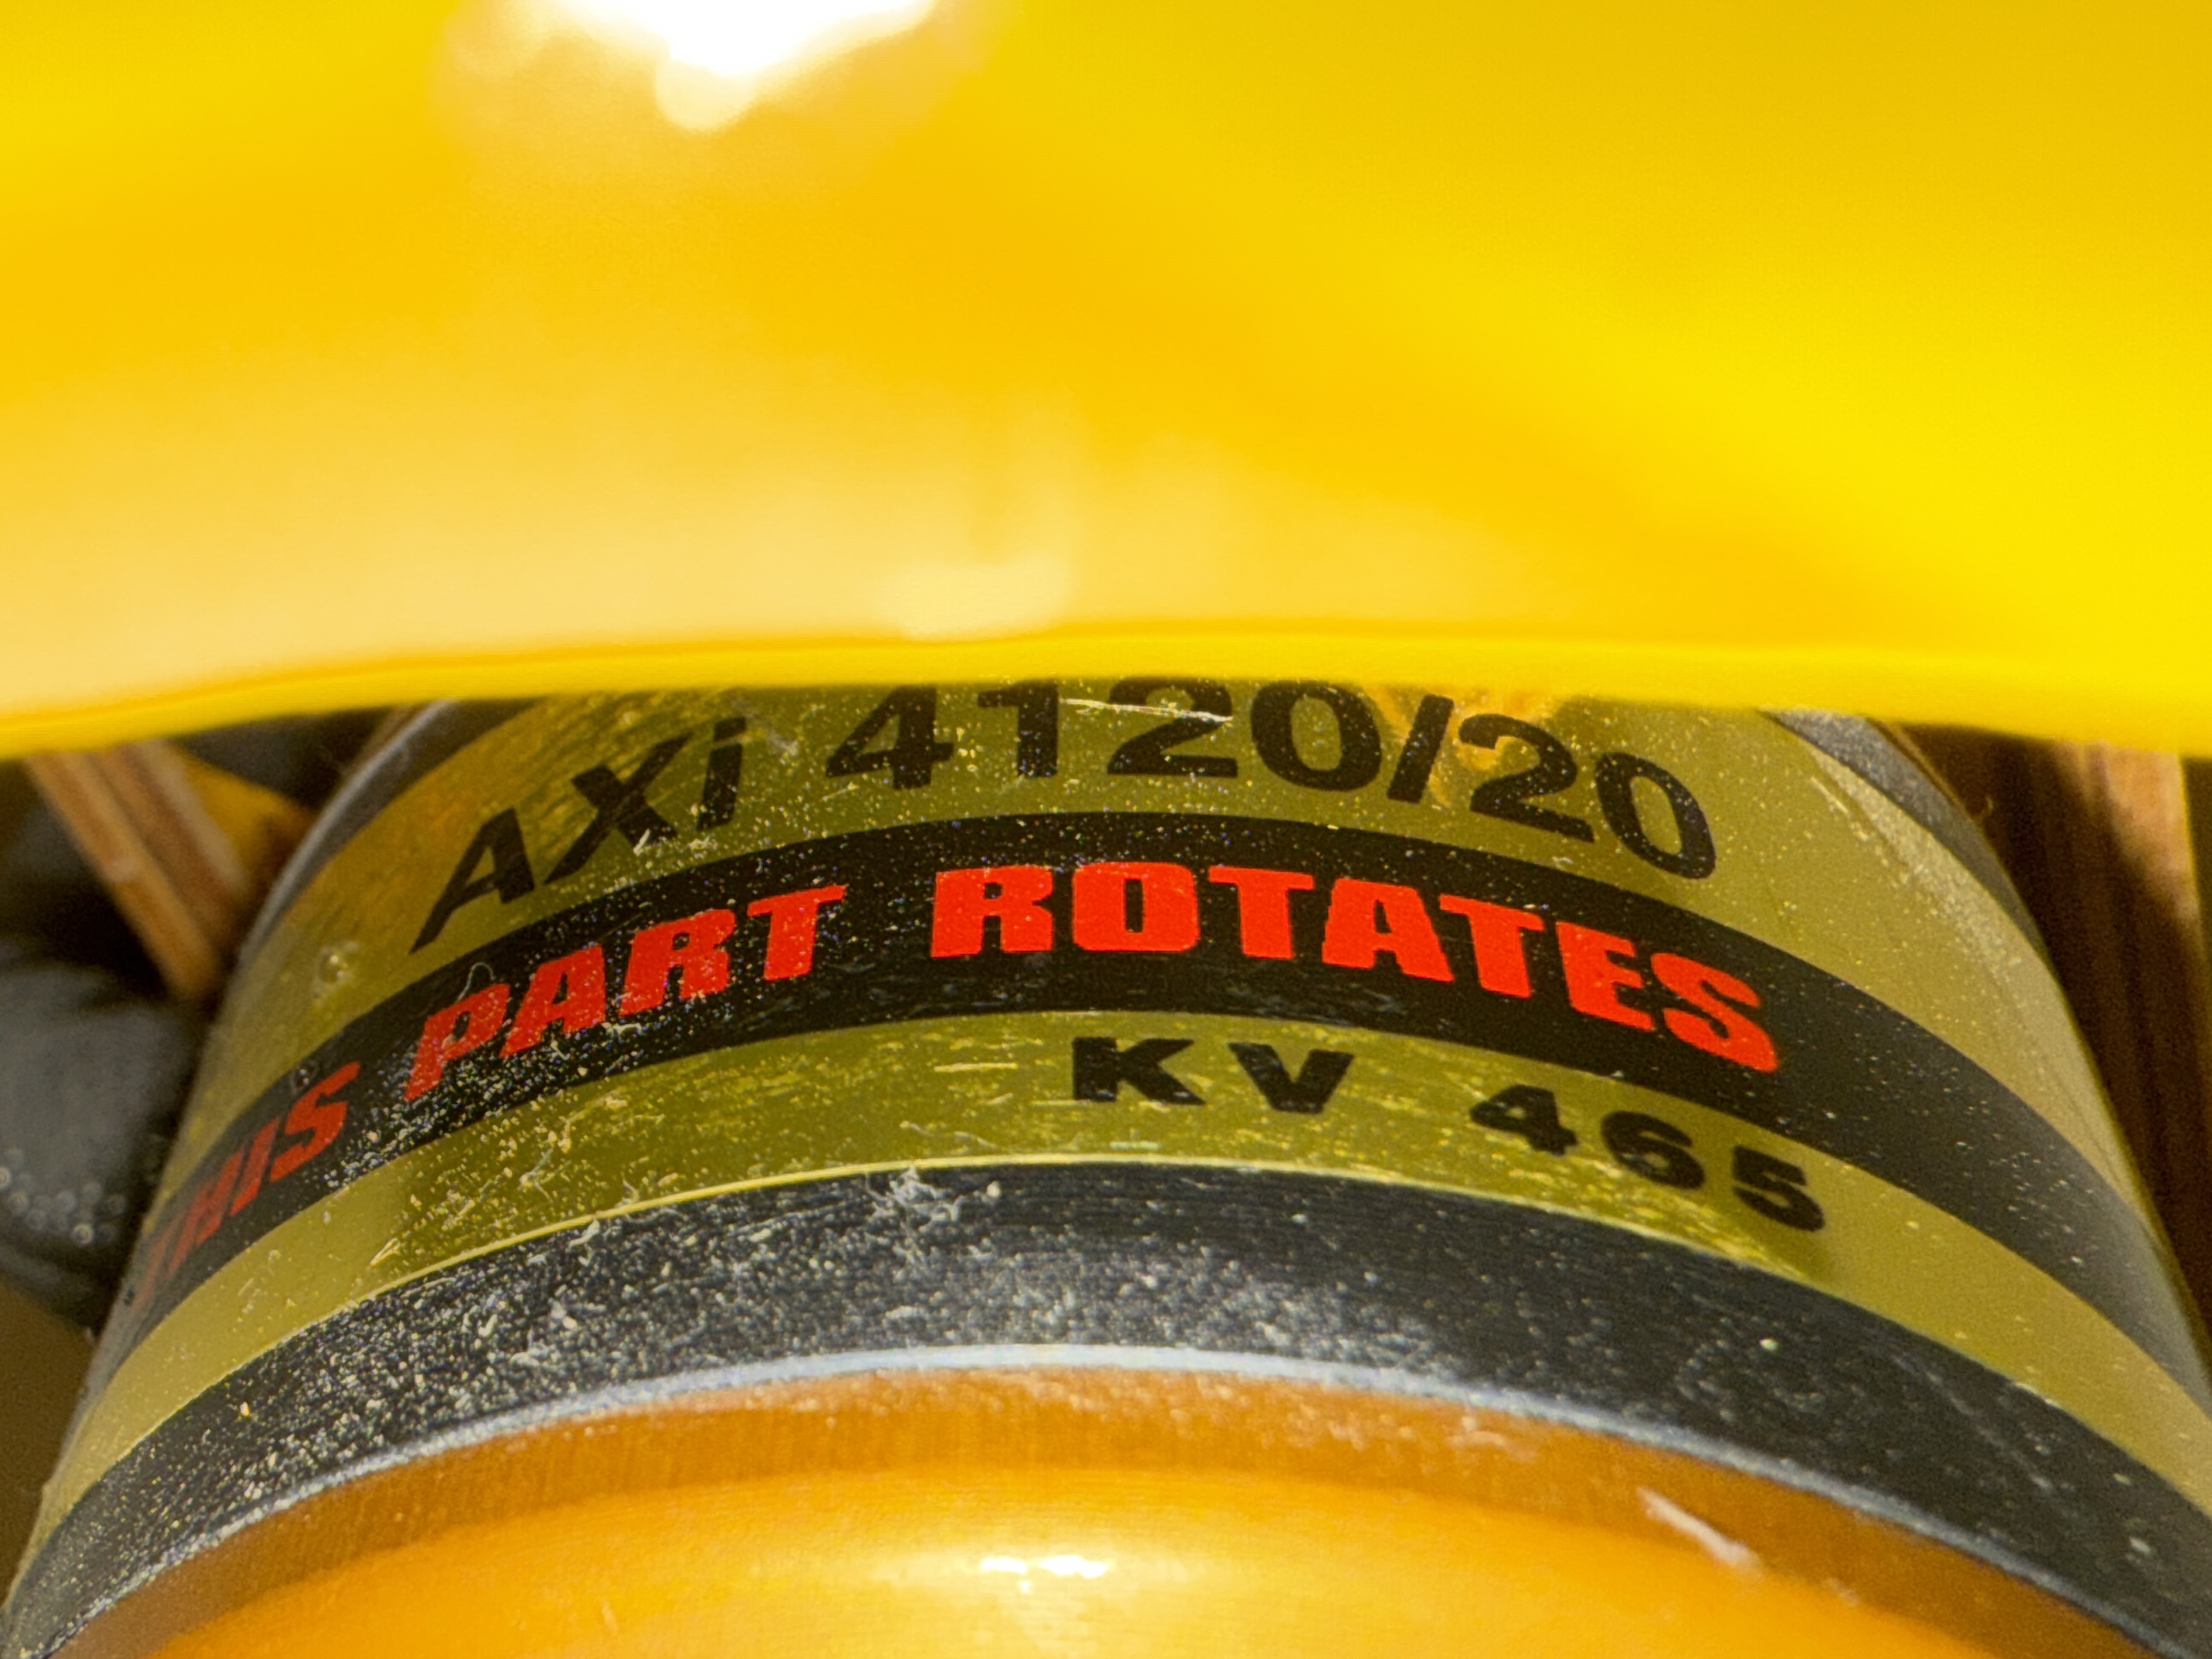 AXi 4120/20
THIS PART ROTATES
KV 465